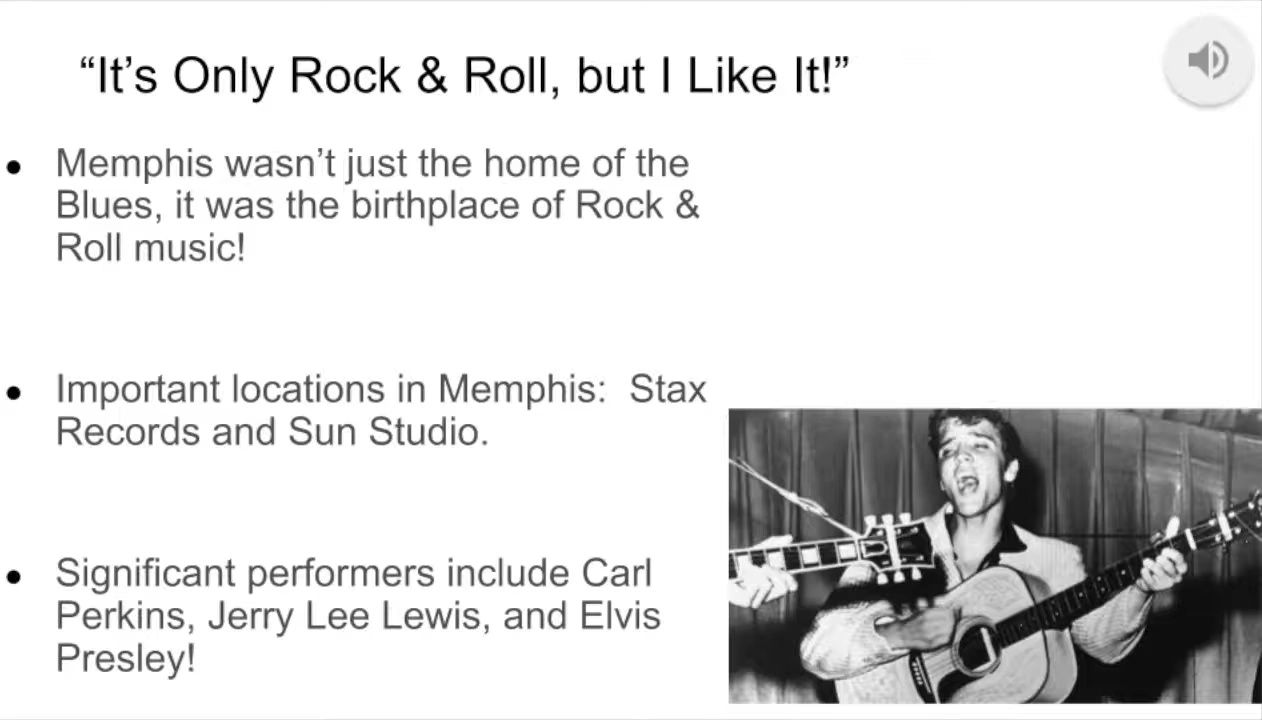 “It’s Only Rock & Roll, but I Like It!”
● Memphis wasn’t just the home of the
Blues, it was the birthplace of Rock &
Roll music!
● Important locations in Memphis:  Stax
Records and Sun Studio.
● Significant performers include Carl
Perkins, Jerry Lee Lewis, and Elvis
Presley!